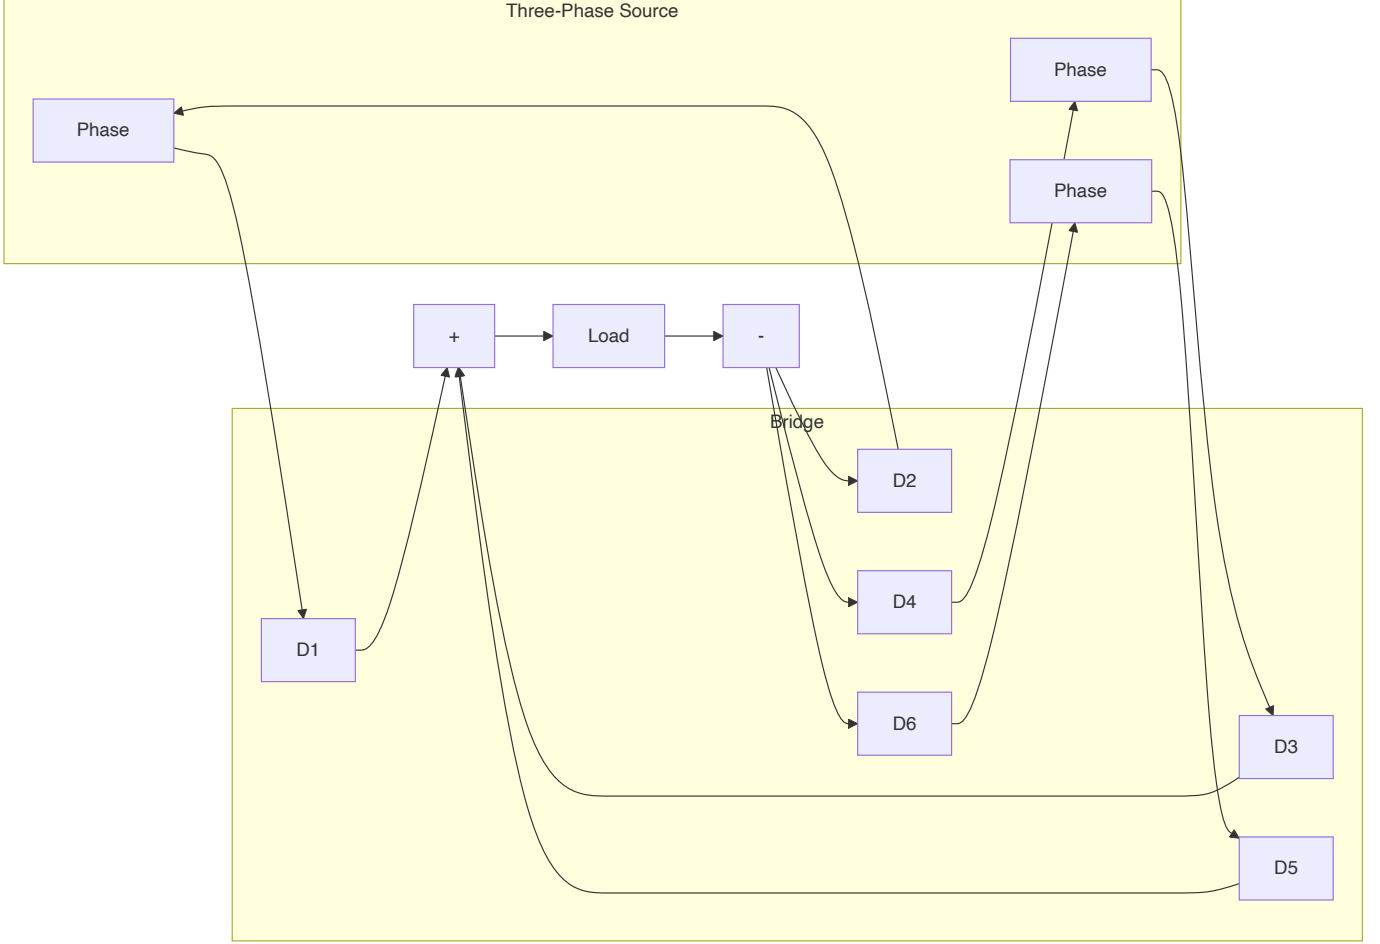 Three-Phase Source
Phase
Phase
Phase
+
Load
-
Bridge
D2
D4
D1
D6
D3
D5